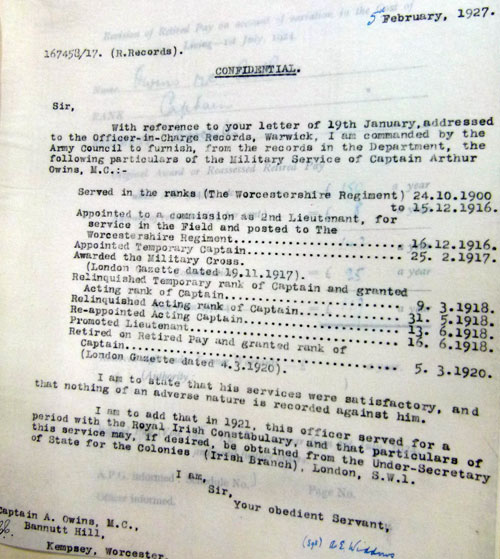 5 February, 1927.
167458/17. (R.Records).
CONFIDENTIAL.
Sir,
With reference to your letter of 19th January, addressed
to the Officer-in-Charge Records, Warwick, I am commanded by the
Army Council to furnish, from the records in the Department, the
following particulars of the Military Service of Captain Arthur
Owins, M.C.:-
Served in the ranks (The Worcestershire Regiment) 24.10.1900
to 15.12.1916.
Appointed to a commission as 2nd Lieutenant, for
service in the Field and posted to The
Worcestershire Regiment.................... 16.12.1916.
Appointed Temporary Captain................... 25. 2.1917.
Awarded the Military Cross.
(London Gazette dated 19.11.1917).
Relinquished Temporary rank of Captain and granted
Acting rank of Captain..................... 9. 3.1918.
Relinquished Acting rank of Captain............ 31. 5.1918.
Re-appointed Acting Captain.................... 13. 6.1918.
Promoted Lieutenant............................ 16. 6.1918.
Retired on Retired Pay and granted rank of
Captain.................................... 5. 3.1920.
(London Gazette dated 4.3.1920).
I am to state that his services were satisfactory, and
that nothing of an adverse nature is recorded against him.
I am to add that in 1921, this officer served for a
period with the Royal Irish Constabulary, and that particulars of
this service may, if desired, be obtained from the Under-Secretary
of State for the Colonies (Irish Branch), London, S.W.1.
I am,
Sir,
Your obedient Servant,
Captain A. Owins, M.C.,
Bannutt Hill,
Kempsey, Worcester.